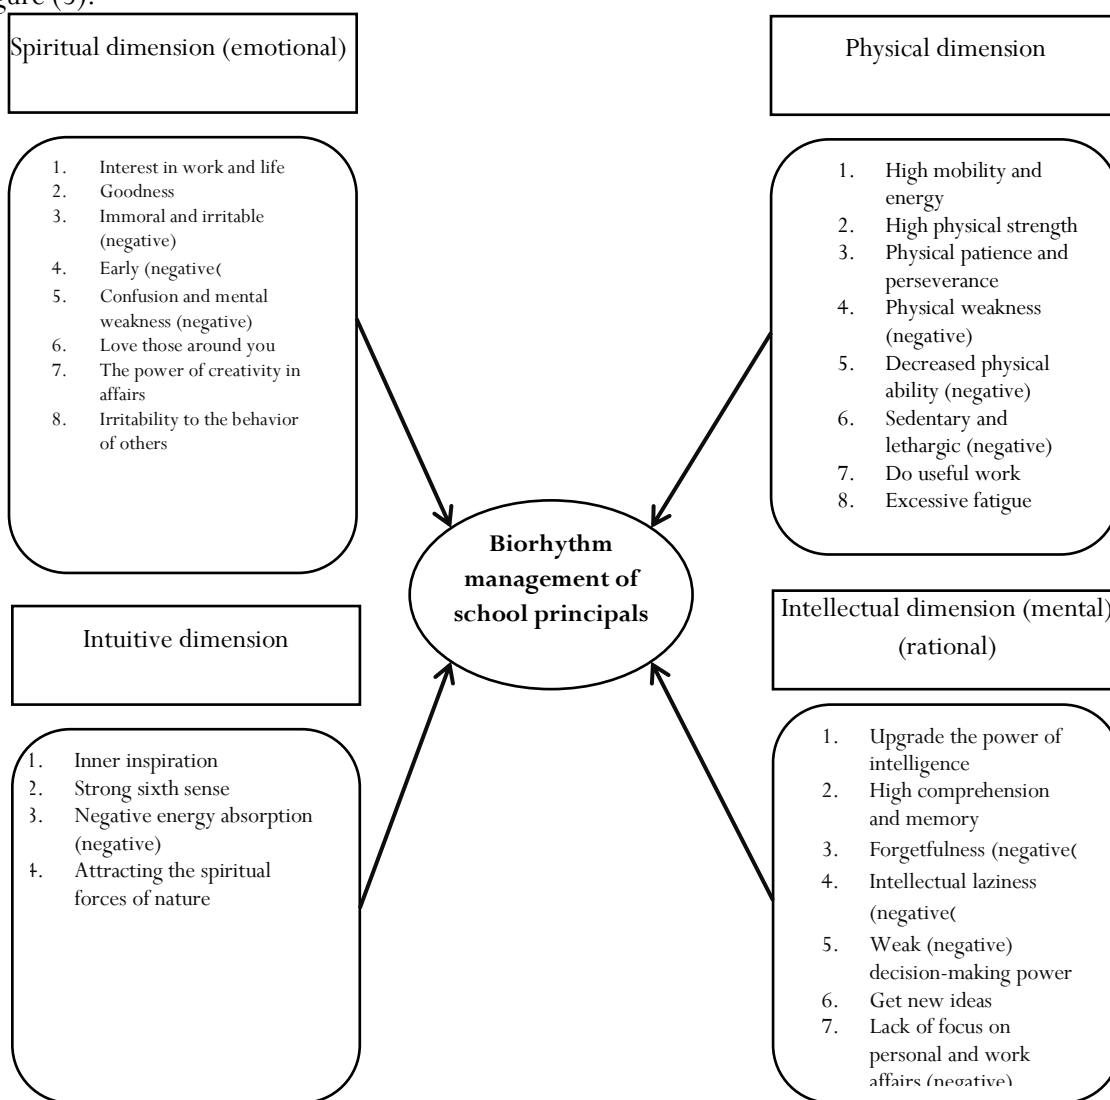 gure (3).
Spiritual dimension (emotional)
1. Interest in work and life
2. Goodness
3. Immoral and irritable
(negative)
4. Early (negative(
5. Confusion and mental
weakness (negative)
6. Love those around you
7. The power of creativity in
affairs
8. Irritability to the behavior
of others
Physical dimension
1. High mobility and
energy
2. High physical strength
3. Physical patience and
perseverance
4. Physical weakness
(negative)
5. Decreased physical
ability (negative)
6. Sedentary and
lethargic (negative)
7. Do useful work
8. Excessive fatigue
Biorhythm
management of
school principals
Intuitive dimension
1. Inner inspiration
2. Strong sixth sense
3. Negative energy absorption
(negative)
4. Attracting the spiritual
forces of nature
Intellectual dimension (mental)
(rational)
1. Upgrade the power of
intelligence
2. High comprehension
and memory
3. Forgetfulness (negative(
4. Intellectual laziness
(negative(
5. Weak (negative)
decision-making power
6. Get new ideas
7. Lack of focus on
personal and work
affairs (negative)